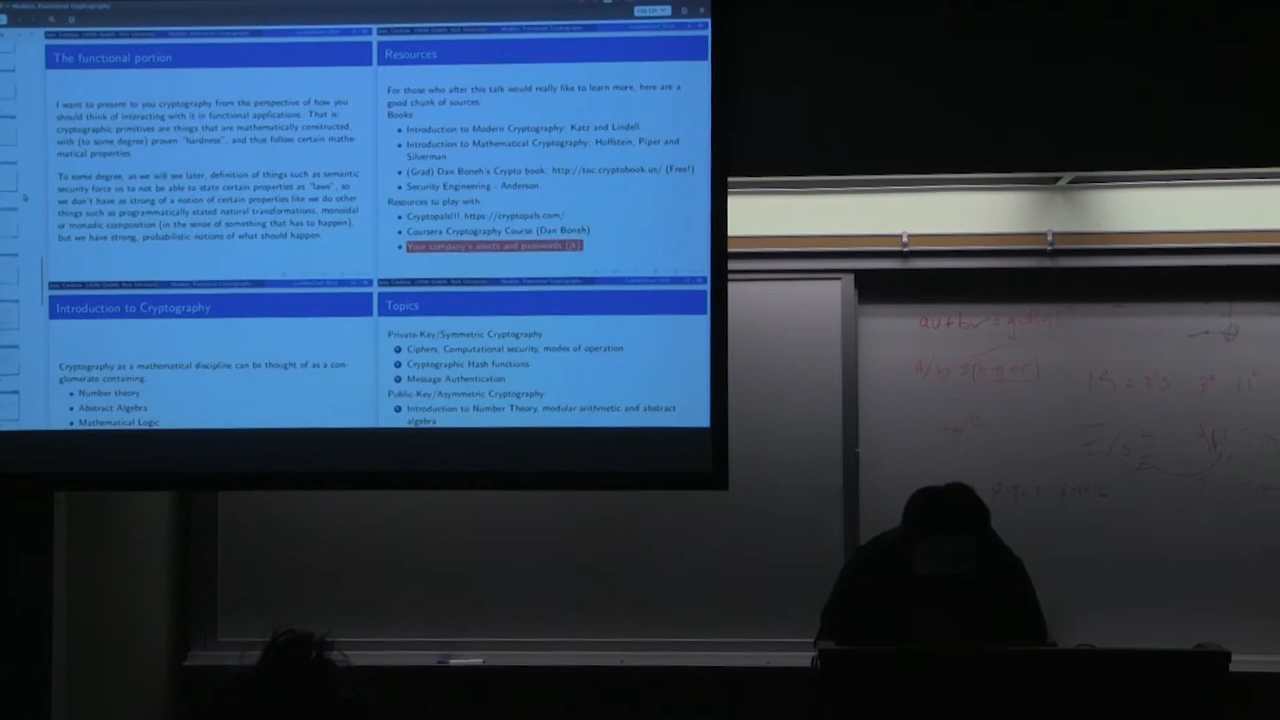 Modern, Functional Cryptography
The functional portion
I want to present to you cryptography from the perspective of how you
should think of interacting with it in functional applications. That is:
cryptographic primitives are things that are mathematically constructed,
with (to some degree) proven "hardness", and thus follow certain mathe-
matical properties.
To some degree, as we will see later, definition of things such as semantic
security force us to not be able to state certain properties as "laws", so
we don't have as strong of a notion of certain properties like we do other
things such as programmatically stated natural transformations, monoidal
or monadic composition (in the sense of something that has to happen),
but we have strong, probabilistic notions of what should happen.
Resources
For those who after this talk would really like to learn more, here are a
good chunk of sources.
Books:
Introduction to Modern Cryptography: Katz and Lindell
Introduction to Mathematical Cryptography: Hoffstein, Piper and
Silverman
(Grad) Dan Boneh's Crypto book: http://toc.cryptobook.us/ (Free!)
Security Engineering - Anderson.
Resources to play with:
Cryptopals!!! https://cryptopals.com/
Coursera Cryptography Course (Dan Boneh)
Your company's assets and passwords (jk)
Introduction to Cryptography
Cryptography as a mathematical discipline can be thought of as a con-
glomerate containing:
Number theory
Abstract Algebra
Mathematical Logic
Topics
Private-Key/Symmetric Cryptography
Ciphers, Computational security, modes of operation
Cryptographic Hash functions
Message Authentication
Public-Key/Asymmetric Cryptography:
Introduction to Number Theory, modular arithmetic and abstract
algebra